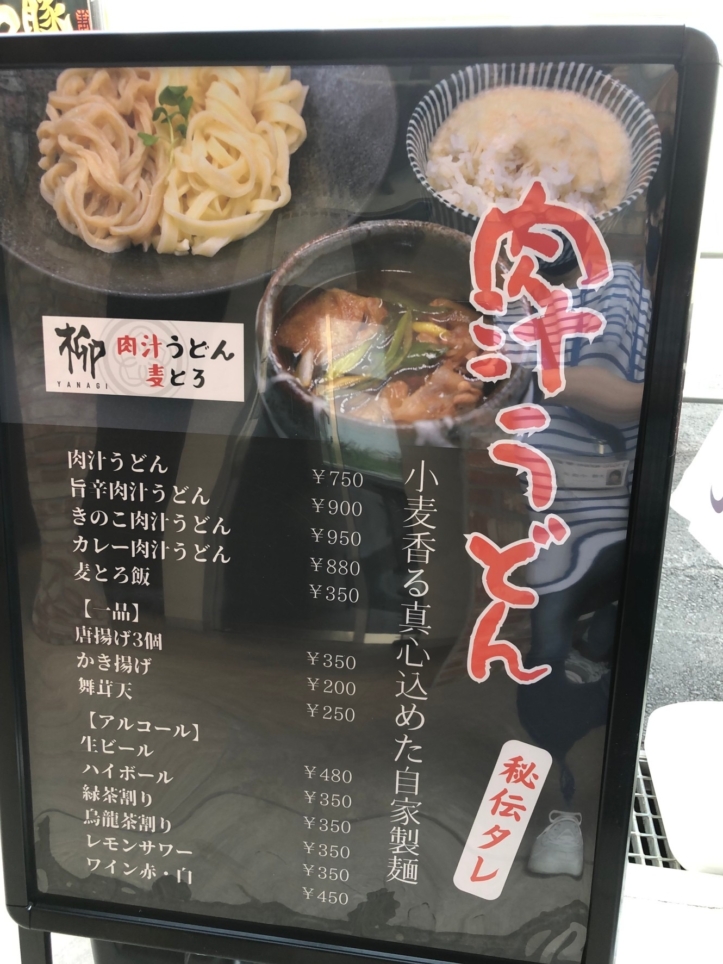 豚
肉汁うどん
柳
YANAGI
肉汁うどん
麦とろ
肉汁うどん ¥750
旨辛肉汁うどん ¥900
きのこ肉汁うどん ¥950
カレー肉汁うどん ¥880
麦とろ飯 ¥350
【一品】
唐揚げ3個 ¥350
かき揚げ ¥200
舞茸天 ¥250
【アルコール】
生ビール ¥480
ハイボール ¥350
緑茶割り ¥350
烏龍茶割り ¥350
レモンサワー ¥350
ワイン赤・白 ¥450
小麦香る真心込めた自家製麺
秘伝タレ